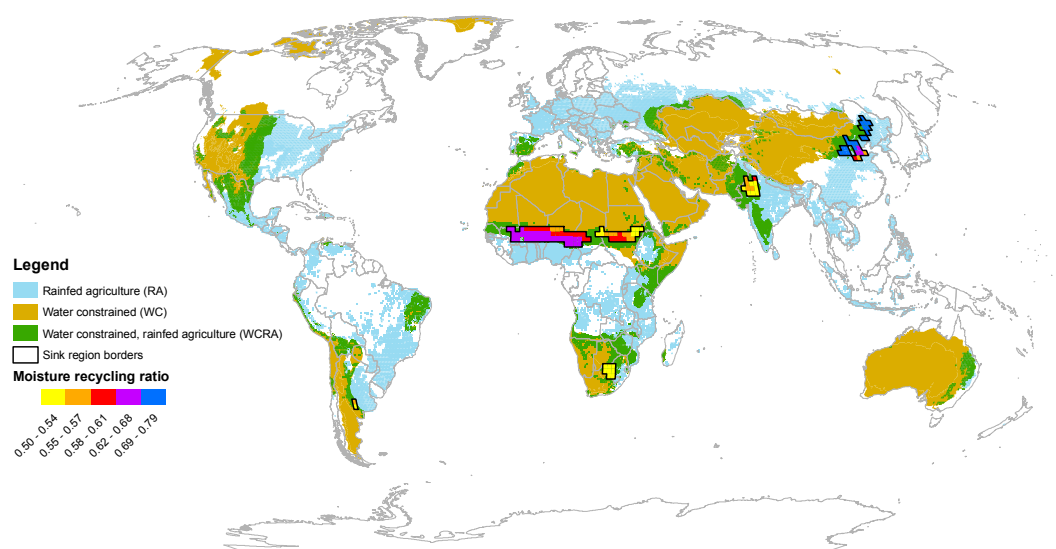 Legend
Rainfed agriculture (RA)
Water constrained (WC)
Water constrained, rainfed agriculture (WCRA)
Sink region borders
Moisture recycling ratio
0.50 - 0.54
0.55 - 0.57
0.58 - 0.61
0.62 - 0.68
0.69 - 0.79